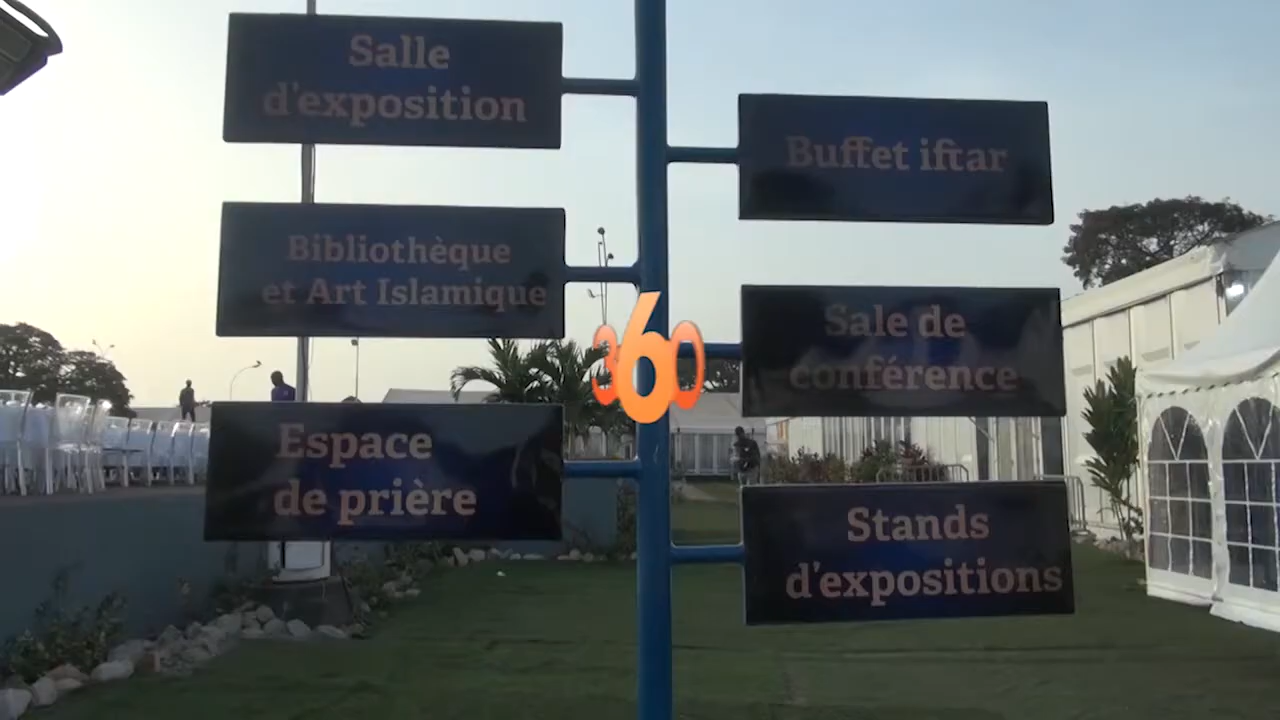 Salle
d'exposition
Bibliothèque
et Art Islamique
Espace
de prière
Buffet iftar
Sale de
conférence
Stands
d'expositions
360